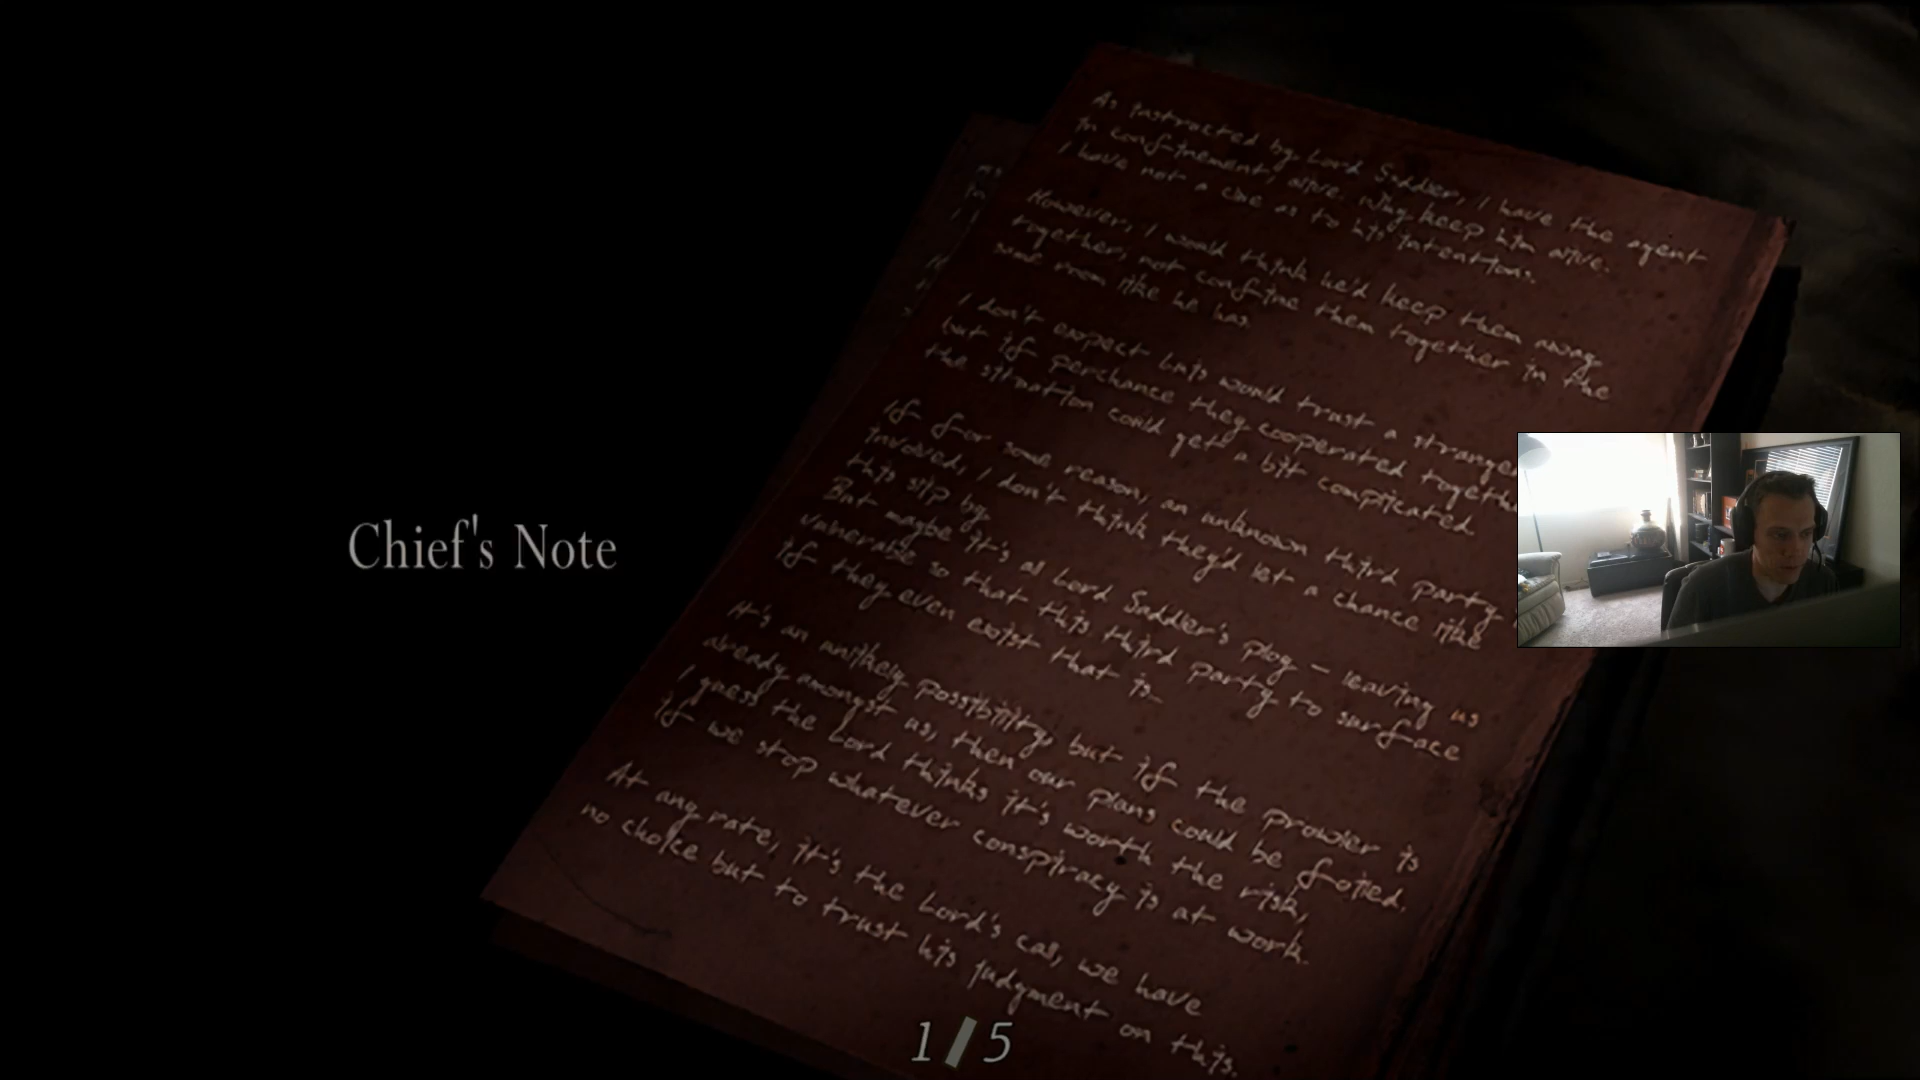 As instructed by Lord Saddler, I have the agent
in confinement, alive. Why keep him alive.
I have not a clue as to his intentions.
However, I would think he'd keep them away
together, not confine them together in the
same room like he has.
I don't expect Luis would trust a stranger
but if perchance they cooperated togethe
the situation could get a bit complicated.
If for some reason, an unknown third party
involved, I don't think they'd let a chance like
this slip by.
But maybe it's al Lord Saddler's ploy – leaving us
vulnerable so that this third party to surface
if they even exist that is.
It's an unlikely possibility, but if the prowler is
already amongst us, then our plans could be foiled.
I guess the Lord thinks it's worth the risk,
if we stop whatever conspiracy is at work.
At any rate, it's the Lord's call, we have
no choice but to trust his judgment on this.
Chief's Note
1/5